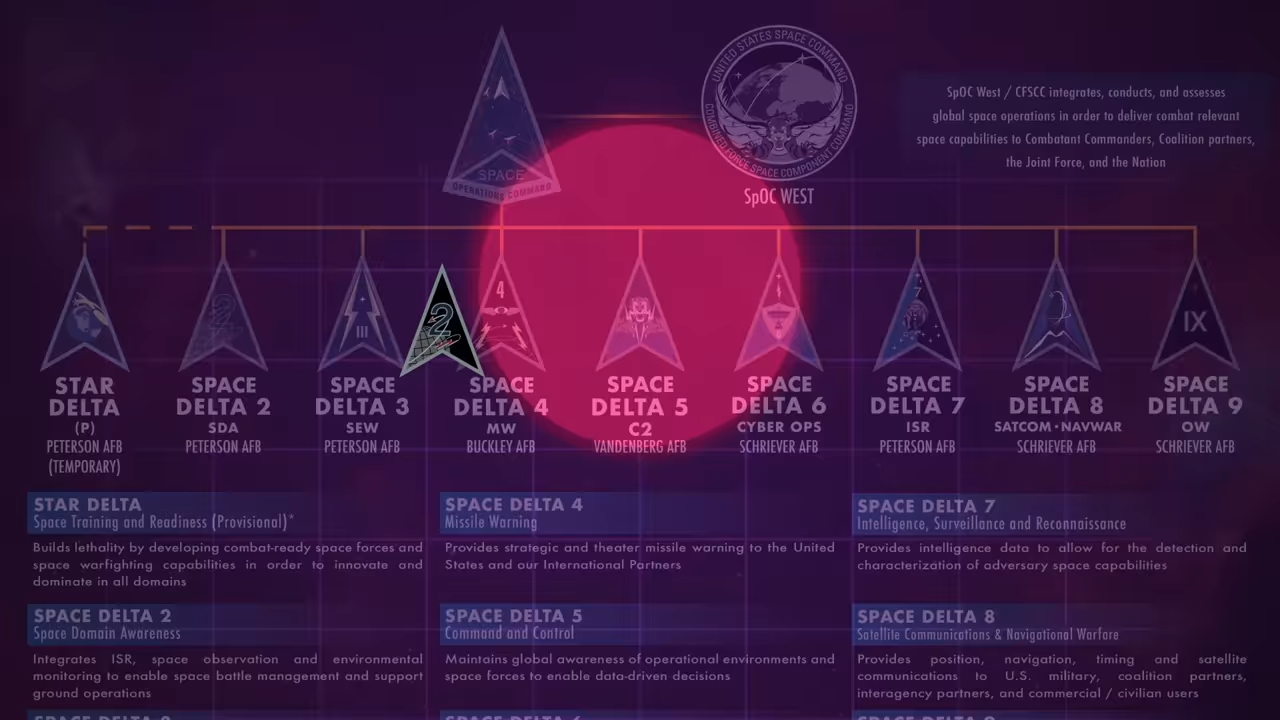 UNITED STATES SPACE COMMAND
COMBINED FORCE SPACE COMPONENT COMMAND
SPACE
OPERATIONS COMMAND
SpOC WEST
SpOC West / CFSCC integrates, conducts, and assesses
global space operations in order to deliver combat relevant
space capabilities to Combatant Commanders, Coalition partners,
the Joint Force, and the Nation
2
III
2
4
7
IX
STAR
DELTA
(P)
PETERSON AFB
(TEMPORARY)
SPACE
DELTA 2
SDA
PETERSON AFB
SPACE
DELTA 3
SEW
PETERSON AFB
SPACE
DELTA 4
MW
BUCKLEY AFB
SPACE
DELTA 5
C2
VANDENBERG AFB
SPACE
DELTA 6
CYBER OPS
SCHRIEVER AFB
SPACE
DELTA 7
ISR
PETERSON AFB
SPACE
DELTA 8
SATCOM·NAVWAR
SCHRIEVER AFB
SPACE
DELTA 9
OW
SCHRIEVER AFB
STAR DELTA
Space Training and Readiness (Provisional)*
Builds lethality by developing combat-ready space forces and
space warfighting capabilities in order to innovate and
dominate in all domains
SPACE DELTA 2
Space Domain Awareness
Integrates ISR, space observation and environmental
monitoring to enable space battle management and support
ground operations
SPACE DELTA 4
Missile Warning
Provides strategic and theater missile warning to the United
States and our International Partners
SPACE DELTA 5
Command and Control
Maintains global awareness of operational environments and
space forces to enable data-driven decisions
SPACE DELTA 7
Intelligence, Surveillance and Reconnaissance
Provides intelligence data to allow for the detection and
characterization of adversary space capabilities
SPACE DELTA 8
Satellite Communications & Navigational Warfare
Provides position, navigation, timing and satellite
communications to U.S. military, coalition partners,
interagency partners, and commercial / civilian users